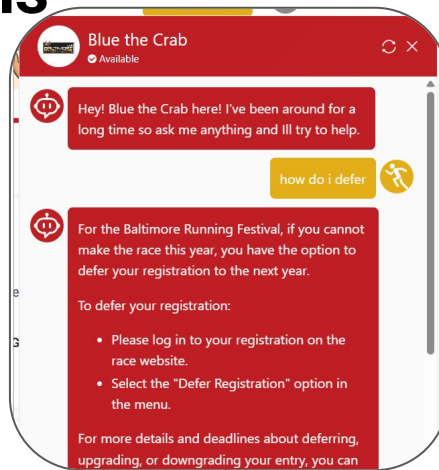 Blue the Crab
Available
Hey! Blue the Crab here! I've been around for a
long time so ask me anything and Ill try to help.
how do i defer
For the Baltimore Running Festival, if you cannot
make the race this year, you have the option to
defer your registration to the next year.
To defer your registration:
• Please log in to your registration on the
race website.
• Select the "Defer Registration" option in
the menu.
For more details and deadlines about deferring,
upgrading, or downgrading your entry, you can